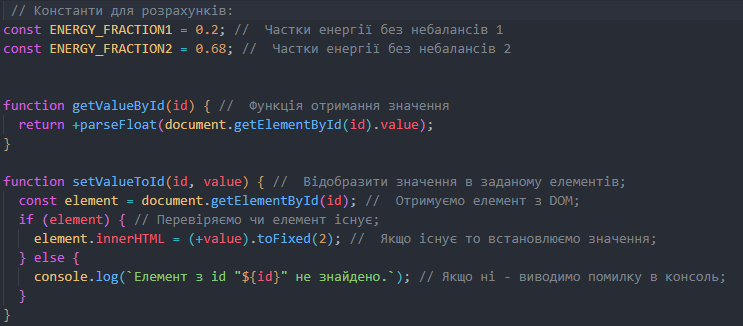 // Константи для розрахунків:
const ENERGY_FRACTION1 = 0.2; //  Частки енергії без небалансів 1
const ENERGY_FRACTION2 = 0.68; //  Частки енергії без небалансів 2
function getValueById(id) { //  Функція отримання значення
  return +parseFloat(document.getElementById(id).value);
}
function setValueToId(id, value) { //  Відобразити значення в заданому елементів;
  const element = document.getElementById(id); //  Отримуємо елемент з DOM;
  if (element) { // Перевіряємо чи елемент існує;
    element.innerHTML = (+value).toFixed(2); //  Якщо існує то встановлюємо значення;
  } else {
    console.log(`Елемент з id "${id}" не знайдено.`); // Якщо ні - виводимо помилку в консоль;
  }
}